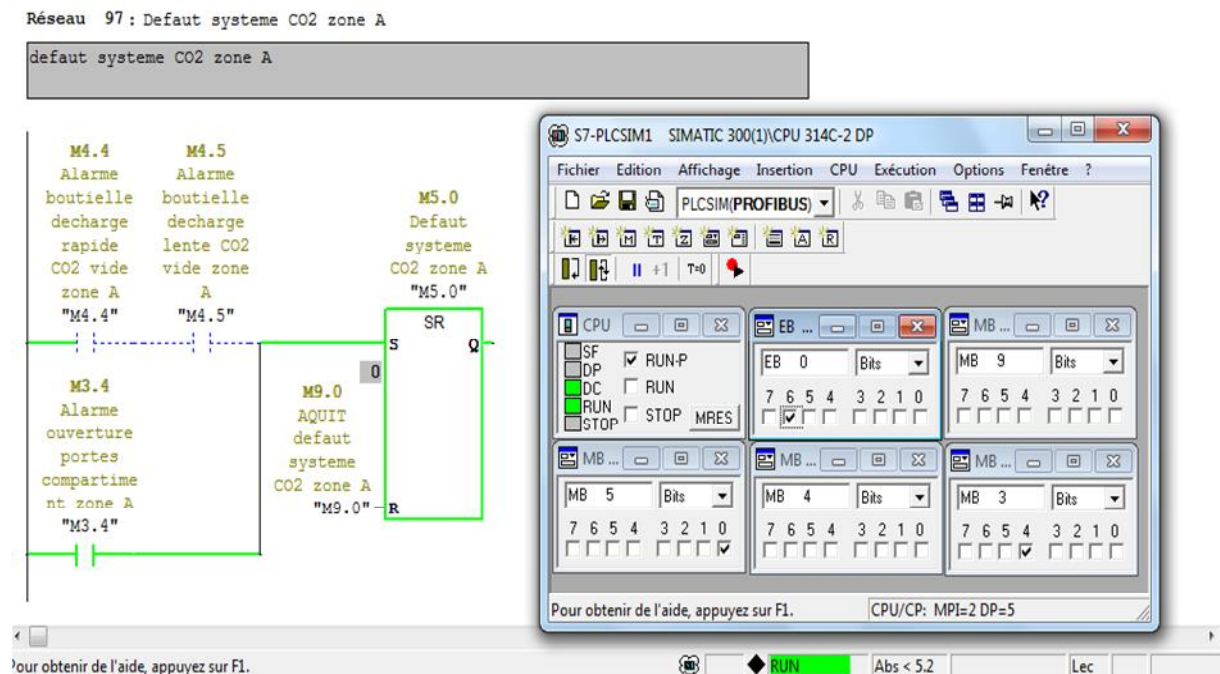 Réseau 97: Defaut systeme CO2 zone A
defaut systeme CO2 zone A
M4.4
Alarme
boutielle
decharge
rapide
CO2 vide
zone A
"M4.4"
M4.5
Alarme
boutielle
decharge
lente CO2
vide zone
A
"M4.5"
M5.0
Defaut
systeme
CO2 zone A
"M5.0"
SR
S
Q
0
M3.4
Alarme
ouverture
portes
compartime
nt zone A
"M3.4"
M9.0
AQUIT
defaut
systeme
CO2 zone A
"M9.0"
R
S7-PLCSIM1 SIMATIC 300(1)\CPU 314C-2 DP
Fichier Edition Affichage Insertion CPU Exécution Options Fenêtre ?
PLCSIM(PROFIBUS)
+1
T=0
CPU
SF
DP
DC
RUN
STOP
RUN-P
RUN
STOP
MRES
EB ...
EB 0
Bits
7 6 5 4 3 2 1 0
MB ...
MB 9
Bits
7 6 5 4 3 2 1 0
MB ...
MB 5
Bits
7 6 5 4 3 2 1 0
MB ...
MB 4
Bits
7 6 5 4 3 2 1 0
MB ...
MB 3
Bits
7 6 5 4 3 2 1 0
Pour obtenir de l'aide, appuyez sur F1.
CPU/CP: MPI=2 DP=5
Pour obtenir de l'aide, appuyez sur F1.
RUN
Abs < 5.2
Lec